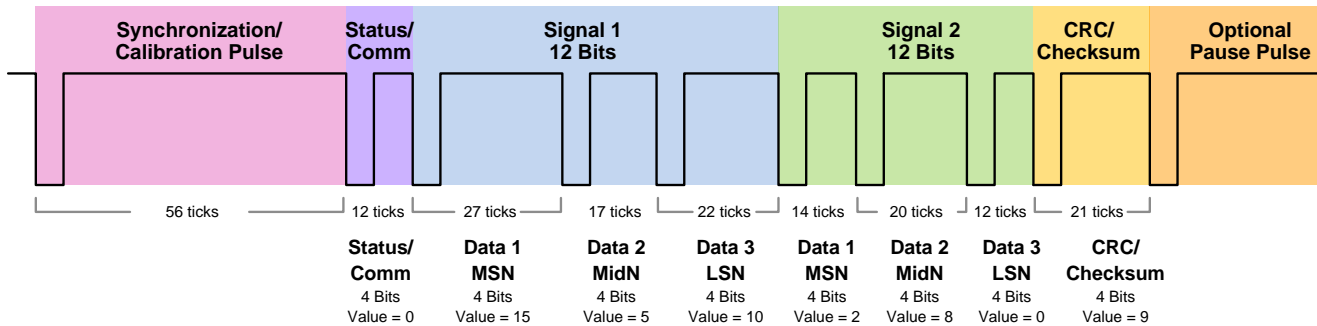 Synchronization/
Calibration Pulse
Status/
Comm
Signal 1
12 Bits
Signal 2
12 Bits
CRC/
Checksum
Optional
Pause Pulse
56 ticks
12 ticks
27 ticks
17 ticks
22 ticks
14 ticks
20 ticks
12 ticks
21 ticks
Status/
Comm
4 Bits
Value = 0
Data 1
MSN
4 Bits
Value = 15
Data 2
MidN
4 Bits
Value = 5
Data 3
LSN
4 Bits
Value = 10
Data 1
MSN
4 Bits
Value = 2
Data 2
MidN
4 Bits
Value = 8
Data 3
LSN
4 Bits
Value = 0
CRC/
Checksum
4 Bits
Value = 9